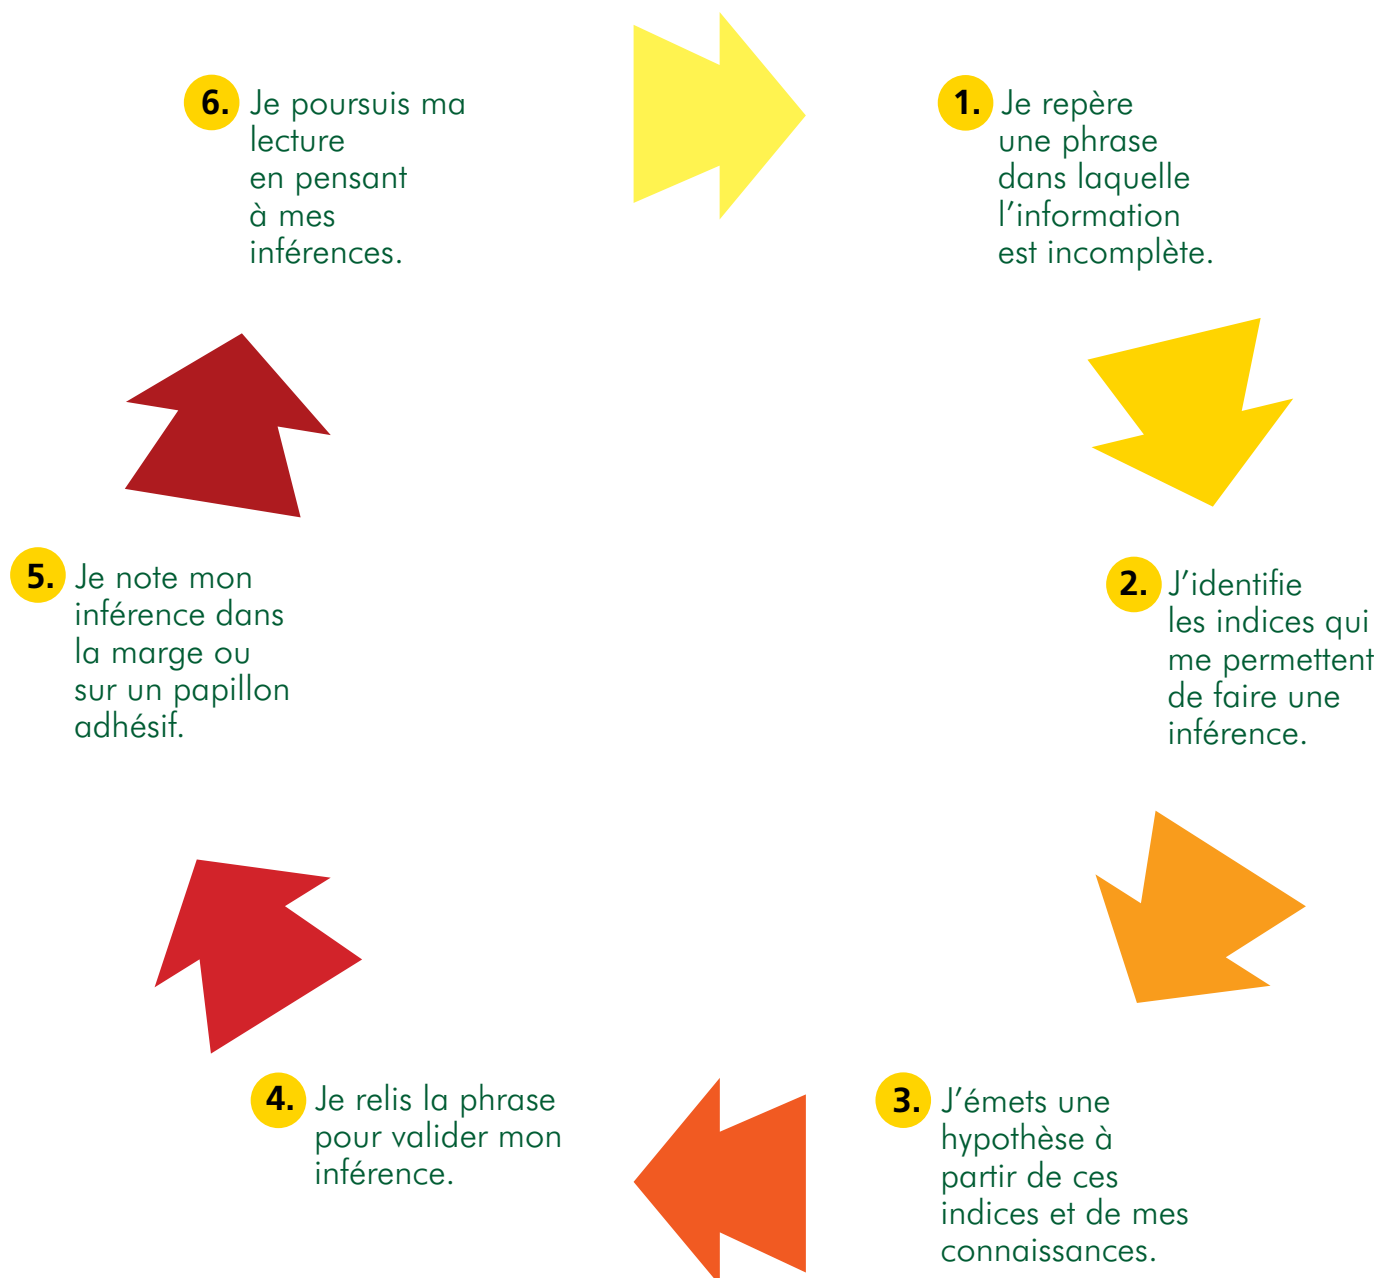 1. Je repère
une phrase
dans laquelle
l’information
est incomplète.
2. J’identifie
les indices qui
me permettent
de faire une
inférence.
3. J’émets une
hypothèse à
partir de ces
indices et de mes
connaissances.
4. Je relis la phrase
pour valider mon
inférence.
5. Je note mon
inférence dans
la marge ou
sur un papillon
adhésif.
6. Je poursuis ma
lecture
en pensant
à mes
inférences.